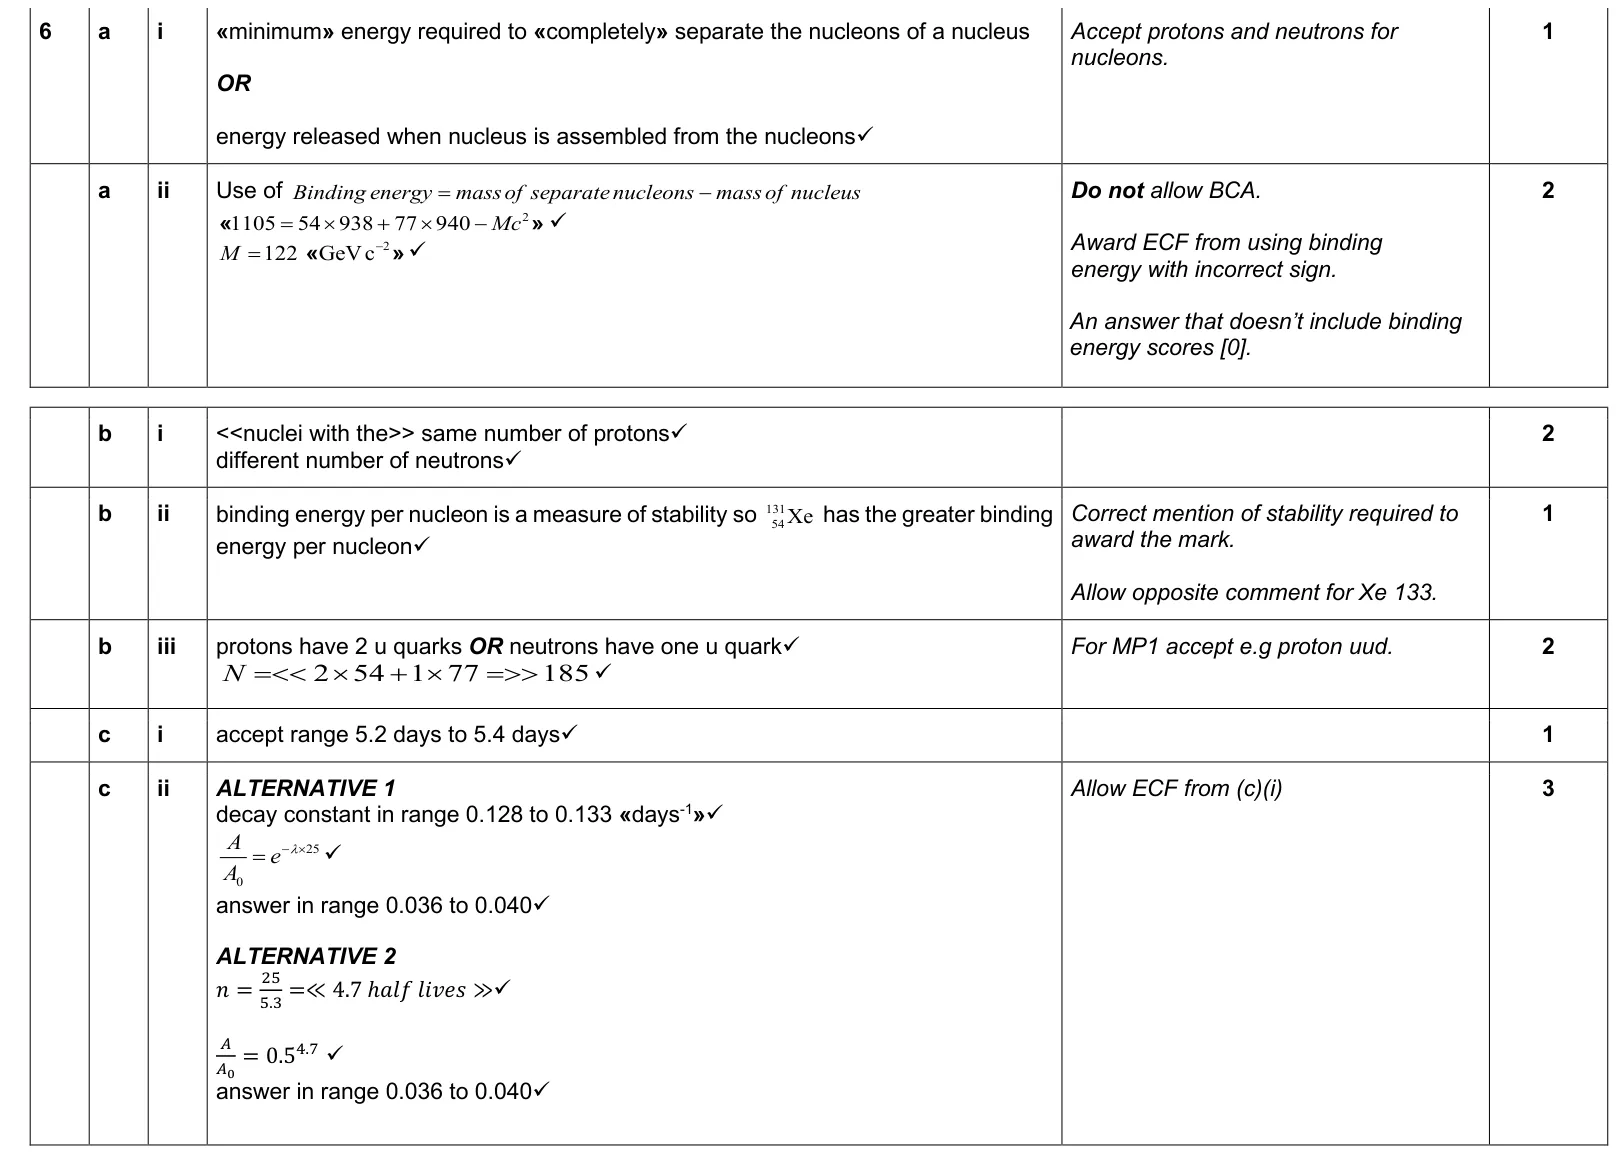 6 a i «minimum» energy required to «completely» separate the nucleons of a nucleus Accept protons and neutrons for 1
nucleons.
OR
energy released when nucleus is assembled from the nucleons✓
a ii Use of Binding energy = mass of separate nucleons − mass of nucleus Do not allow BCA. 2
«1105 = 54×938 + 77×940 − Mc²» ✓
Award ECF from using binding
M = 122 «GeV c⁻²» ✓
energy with incorrect sign.
An answer that doesn’t include binding
energy scores [0].
b i <<nuclei with the>> same number of protons✓ 2
different number of neutrons✓
b ii binding energy per nucleon is a measure of stability so ¹³¹₅₄Xe has the greater binding Correct mention of stability required to 1
energy per nucleon✓ award the mark.
Allow opposite comment for Xe 133.
b iii protons have 2 u quarks OR neutrons have one u quark✓ For MP1 accept e.g proton uud. 2
N =<< 2×54+1×77 =>> 185 ✓
c i accept range 5.2 days to 5.4 days✓ 1
c ii ALTERNATIVE 1 Allow ECF from (c)(i) 3
decay constant in range 0.128 to 0.133 «days⁻¹»✓
A/A₀ = e^(−λ×25) ✓
answer in range 0.036 to 0.040✓
ALTERNATIVE 2
n = 25/5.3 =≪ 4.7 half lives ≫✓
A/A₀ = 0.5^4.7 ✓
answer in range 0.036 to 0.040✓